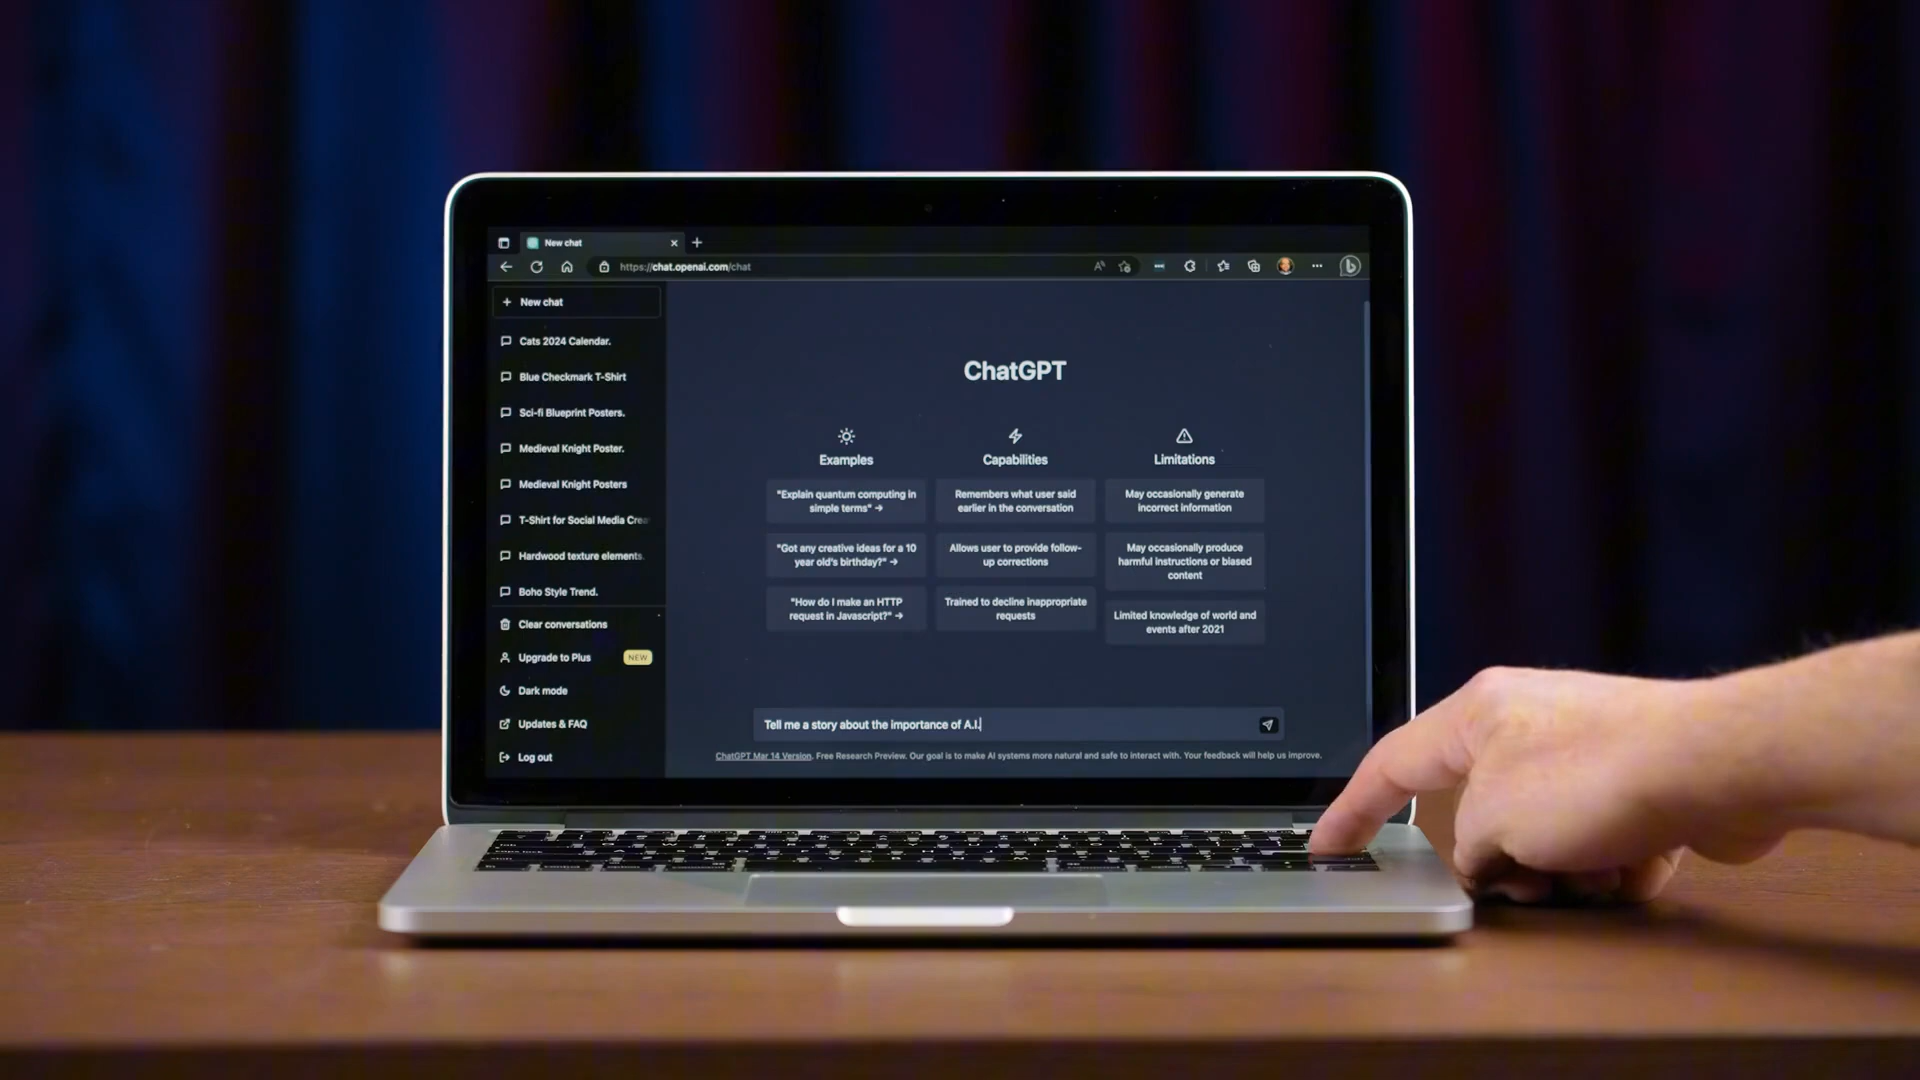 New chat
https://chat.openai.com/chat
New chat
Cats 2024 Calendar.
Blue Checkmark T-Shirt
Sci-fi Blueprint Posters.
Medieval Knight Poster.
Medieval Knight Posters
T-Shirt for Social Media Crea
Hardwood texture elements.
Boho Style Trend.
Clear conversations
Upgrade to Plus NEW
Dark mode
Updates & FAQ
Log out
ChatGPT
Examples
"Explain quantum computing in
simple terms" →
"Got any creative ideas for a 10
year old's birthday?" →
"How do I make an HTTP
request in Javascript?" →
Capabilities
Remembers what user said
earlier in the conversation
Allows user to provide follow-
up corrections
Trained to decline inappropriate
requests
Limitations
May occasionally generate
incorrect information
May occasionally produce
harmful instructions or biased
content
Limited knowledge of world and
events after 2021
Tell me a story about the importance of A.I.
ChatGPT Mar 14 Version. Free Research Preview. Our goal is to make AI systems more natural and safe to interact with. Your feedback will help us improve.